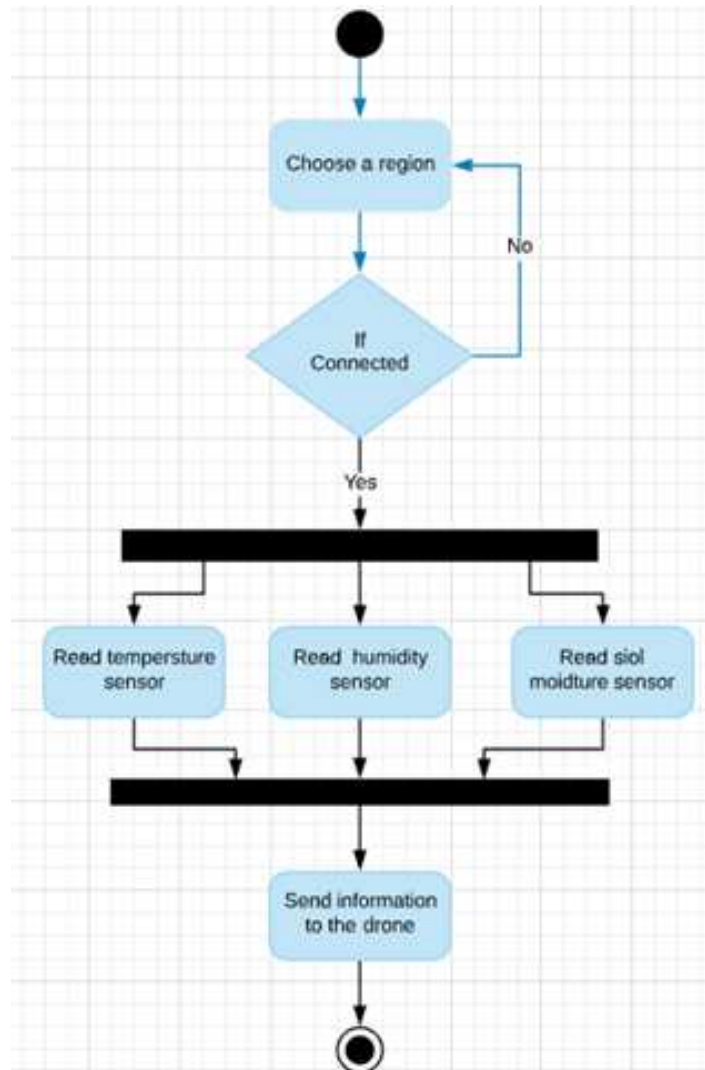 Choose a region
No
If
Connected
Yes
Read tempersture
sensor
Read humidity
sensor
Read siol
moidture sensor
Send information
to the drone